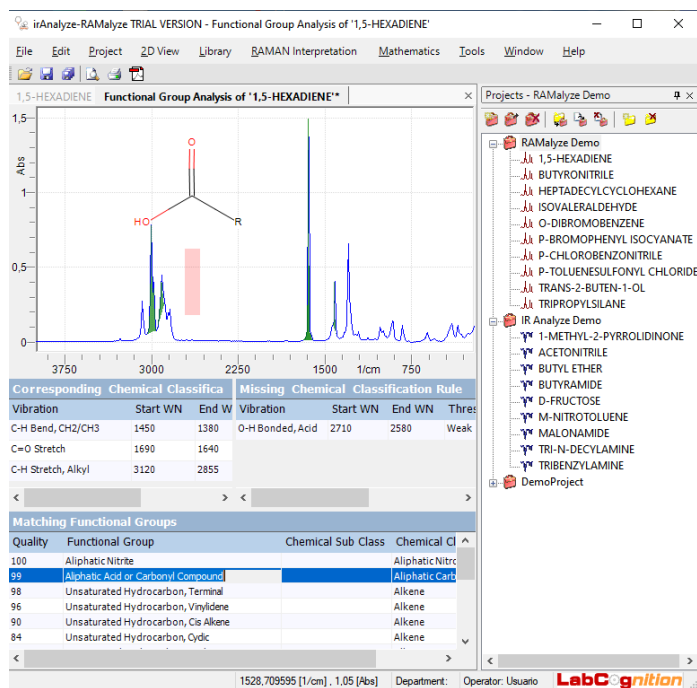 irAnalyze-RAMalyze TRIAL VERSION - Functional Group Analysis of '1,5-HEXADIENE'
File Edit Project 2D View Library RAMAN Interpretation Mathematics Tools Window Help
1,5-HEXADIENE Functional Group Analysis of '1,5-HEXADIENE'*
1,5
Abs
1
0,5
0
O
HO
R
3750 3000 2250 1500 1/cm 750
Corresponding Chemical Classifica
Vibration Start WN End W
C-H Bend, CH2/CH3 1450 1380
C=O Stretch 1690 1640
C-H Stretch, Alkyl 3120 2855
Missing Chemical Classification Rule
Vibration Start WN End WN Thres
O-H Bonded, Acid 2710 2580 Weak
Matching Functional Groups
Quality Functional Group Chemical Sub Class Chemical Cl
100 Aliphatic Nitrite Aliphatic Nitro
99 Aliphatic Acid or Carbonyl Compound Aliphatic Carb
98 Unsaturated Hydrocarbon, Terminal Alkene
96 Unsaturated Hydrocarbon, Vinylidene Alkene
90 Unsaturated Hydrocarbon, Cis Alkene Alkene
84 Unsaturated Hydrocarbon, Cyclic Alkene
Projects - RAMalyze Demo
RAMalyze Demo
1,5-HEXADIENE
BUTYRONITRILE
HEPTADECYLCYCLOHEXANE
ISOVALERALDEHYDE
O-DIBROMOBENZENE
P-BROMOPHENYL ISOCYANATE
P-CHLOROBENZONITRILE
P-TOLUENESULFONYL CHLORIDE
TRANS-2-BUTEN-1-OL
TRIPROPYLSILANE
IR Analyze Demo
1-METHYL-2-PYRROLIDINONE
ACETONITRILE
BUTYL ETHER
BUTYRAMIDE
D-FRUCTOSE
M-NITROTOLUENE
MALONAMIDE
TRI-N-DECYLAMINE
TRIBENZYLAMINE
DemoProject
1528,709595 [1/cm] , 1,05 [Abs] Department: Operator: Usuario LabCognition